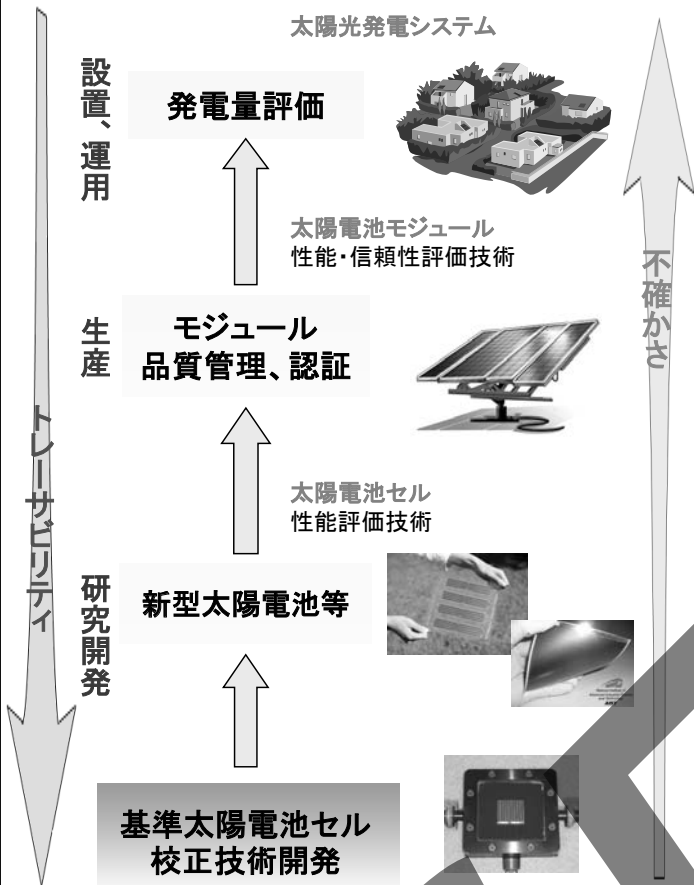 太陽光発電システム
設置、運用
発電量評価
太陽電池モジュール
性能・信頼性評価技術
不確かさ
生産
モジュール
品質管理、認証
トレーサビリティ
太陽電池セル
性能評価技術
研究開発
新型太陽電池等
基準太陽電池セル
校正技術開発